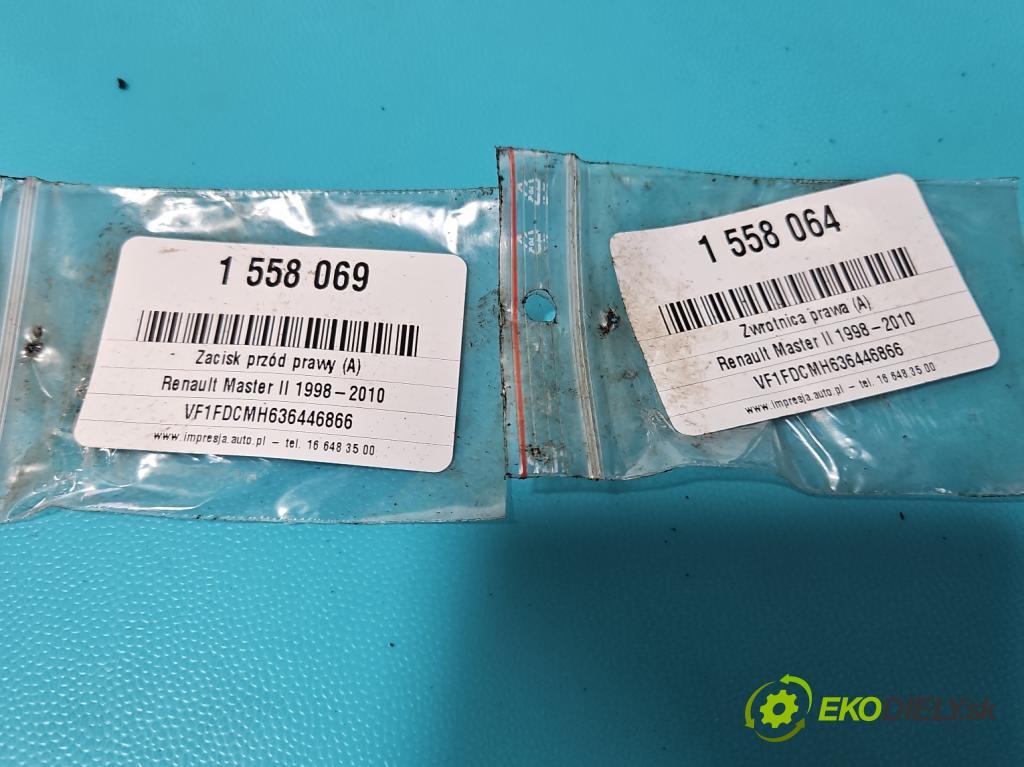 1 558 069
Zacisk przód prawy (A)
Renault Master II 1998-2010
VF1FDCMH636446866
www.impresja.auto.pl - tel. 16 648 35 00
1 558 064
Zwrotnica prawa (A)
Renault Master II 1998-2010
VF1FDCMH636446866
www.impresja.auto.pl - tel. 16 648 35 00
EKODIELY.sk